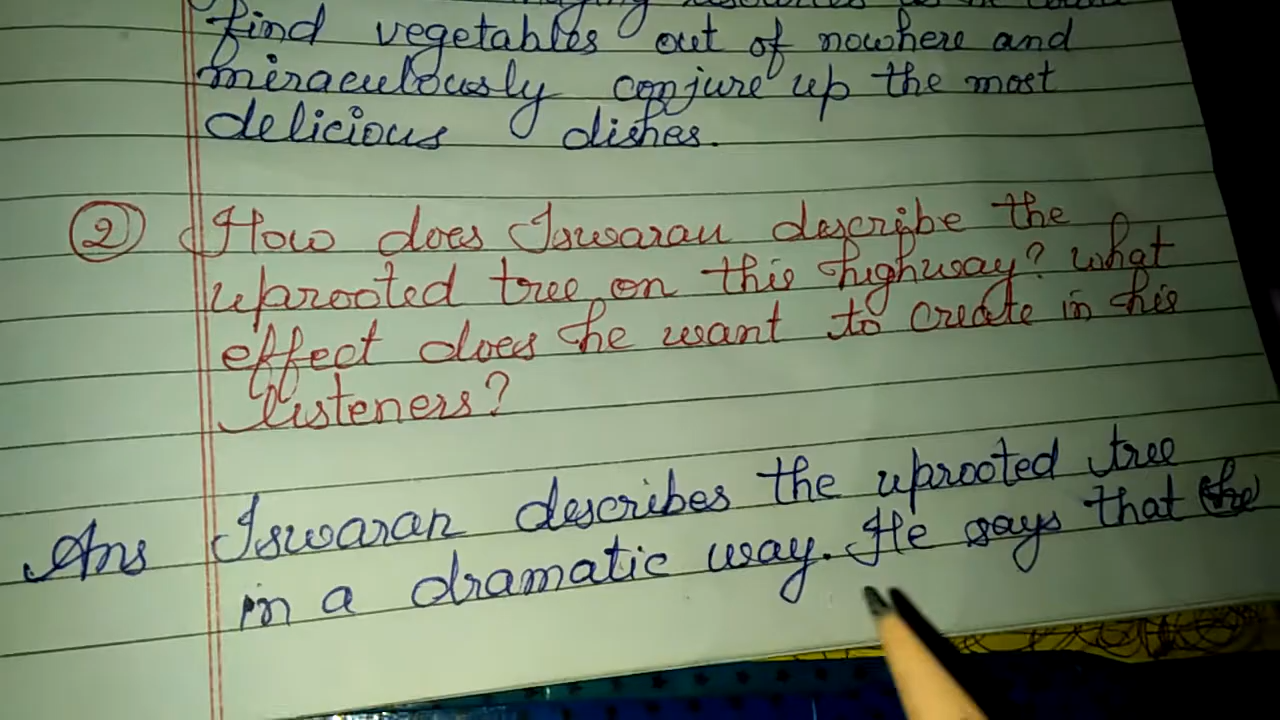 find vegetables out of nowhere and
miraculously conjure up the most
delicious dishes.
2 How does Iswaran describe the
uprooted tree on this highway? what
effect does he want to create in his
listeners?
Ans Iswaran describes the uprooted tree
in a dramatic way. He says that the